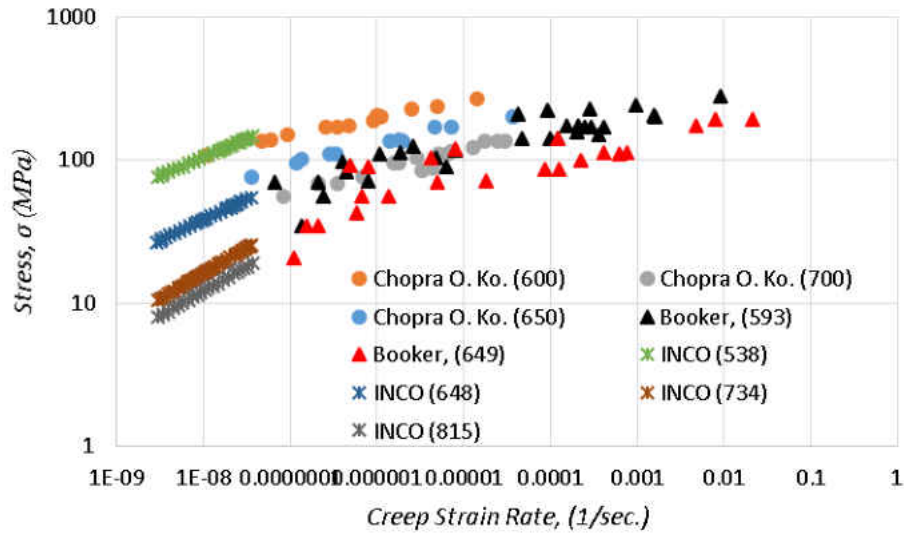 1000
100
10
1
Stress, σ (MPa)
Chopra O. Ko. (600)
Chopra O. Ko. (700)
Chopra O. Ko. (650)
Booker, (593)
Booker, (649)
INCO (538)
INCO (648)
INCO (734)
INCO (815)
1E-09 1E-08 0.0000001 0.000001 0.00001 0.0001 0.001 0.01 0.1 1
Creep Strain Rate, (1/sec.)